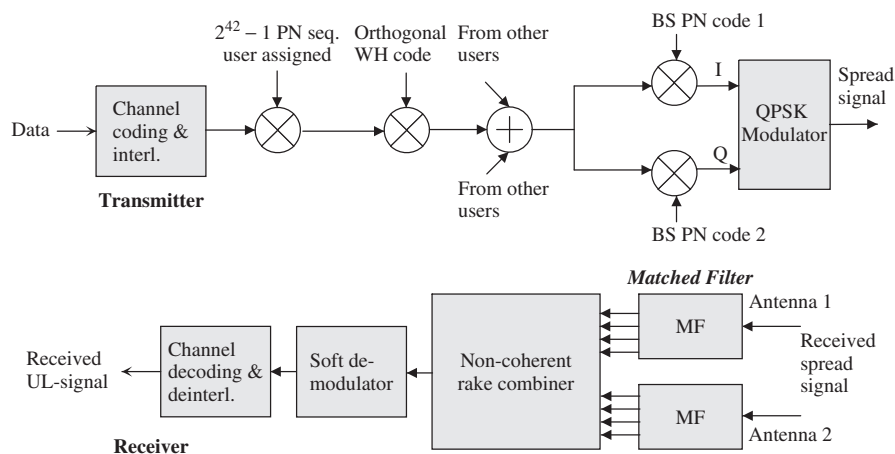 2^42 – 1 PN seq.
user assigned
Orthogonal
WH code
From other
users
BS PN code 1
Data
Channel
coding &
interl.
I
Q
QPSK
Modulator
Spread
signal
Transmitter
From other
users
BS PN code 2
Matched Filter
Received
UL-signal
Channel
decoding &
deinterl.
Soft de-
modulator
Non-coherent
rake combiner
MF
MF
Antenna 1
Received
spread
signal
Antenna 2
Receiver